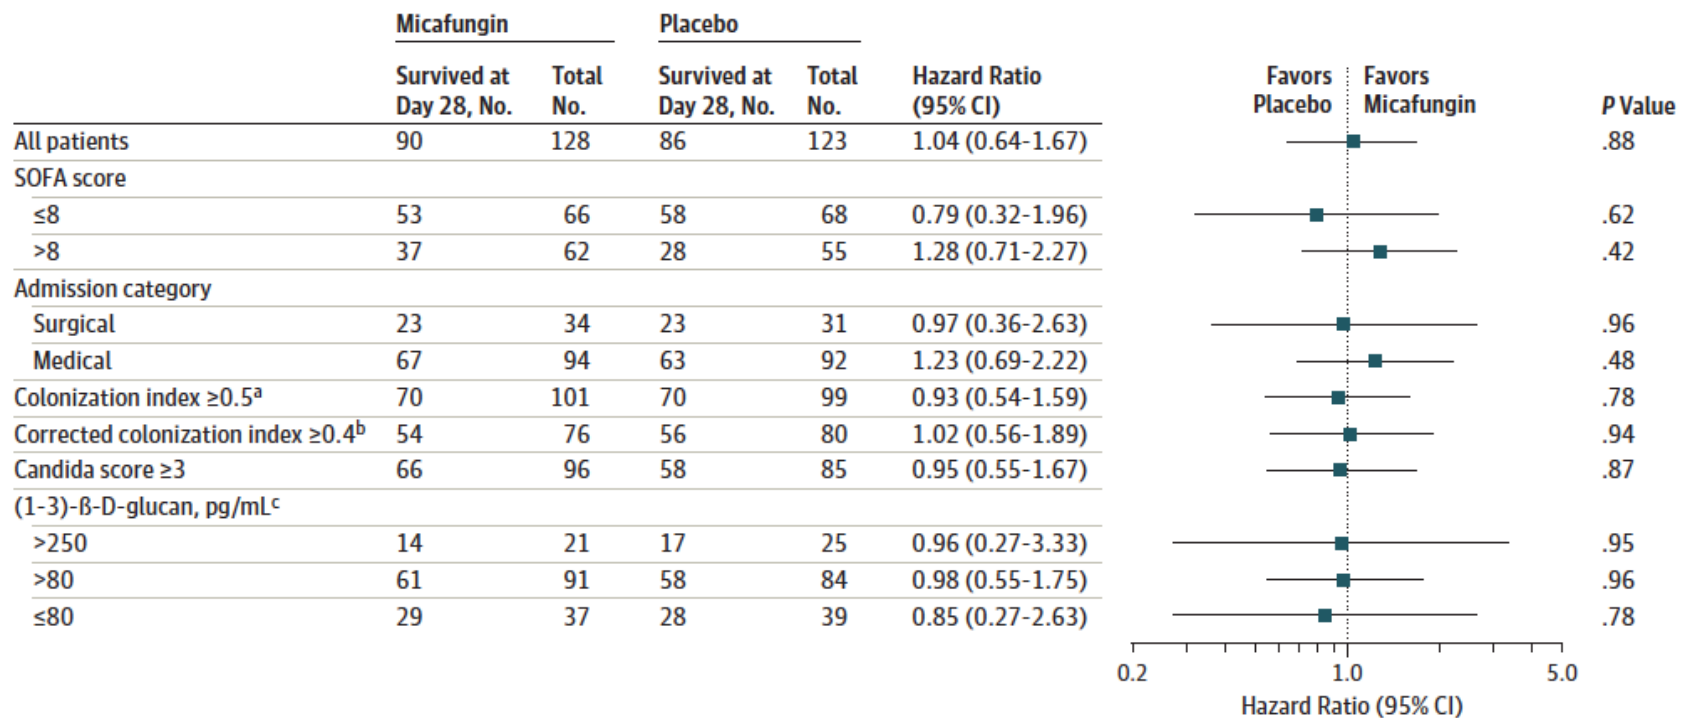 Micafungin Placebo
Survived at Day 28, No. Total No. Survived at Day 28, No. Total No. Hazard Ratio (95% CI) Favors Placebo Favors Micafungin P Value
All patients 90 128 86 123 1.04 (0.64-1.67) .88
SOFA score
≤8 53 66 58 68 0.79 (0.32-1.96) .62
>8 37 62 28 55 1.28 (0.71-2.27) .42
Admission category
Surgical 23 34 23 31 0.97 (0.36-2.63) .96
Medical 67 94 63 92 1.23 (0.69-2.22) .48
Colonization index ≥0.5a 70 101 70 99 0.93 (0.54-1.59) .78
Corrected colonization index ≥0.4b 54 76 56 80 1.02 (0.56-1.89) .94
Candida score ≥3 66 96 58 85 0.95 (0.55-1.67) .87
(1-3)-ß-D-glucan, pg/mLc
>250 14 21 17 25 0.96 (0.27-3.33) .95
>80 61 91 58 84 0.98 (0.55-1.75) .96
≤80 29 37 28 39 0.85 (0.27-2.63) .78
0.2 1.0 5.0
Hazard Ratio (95% CI)